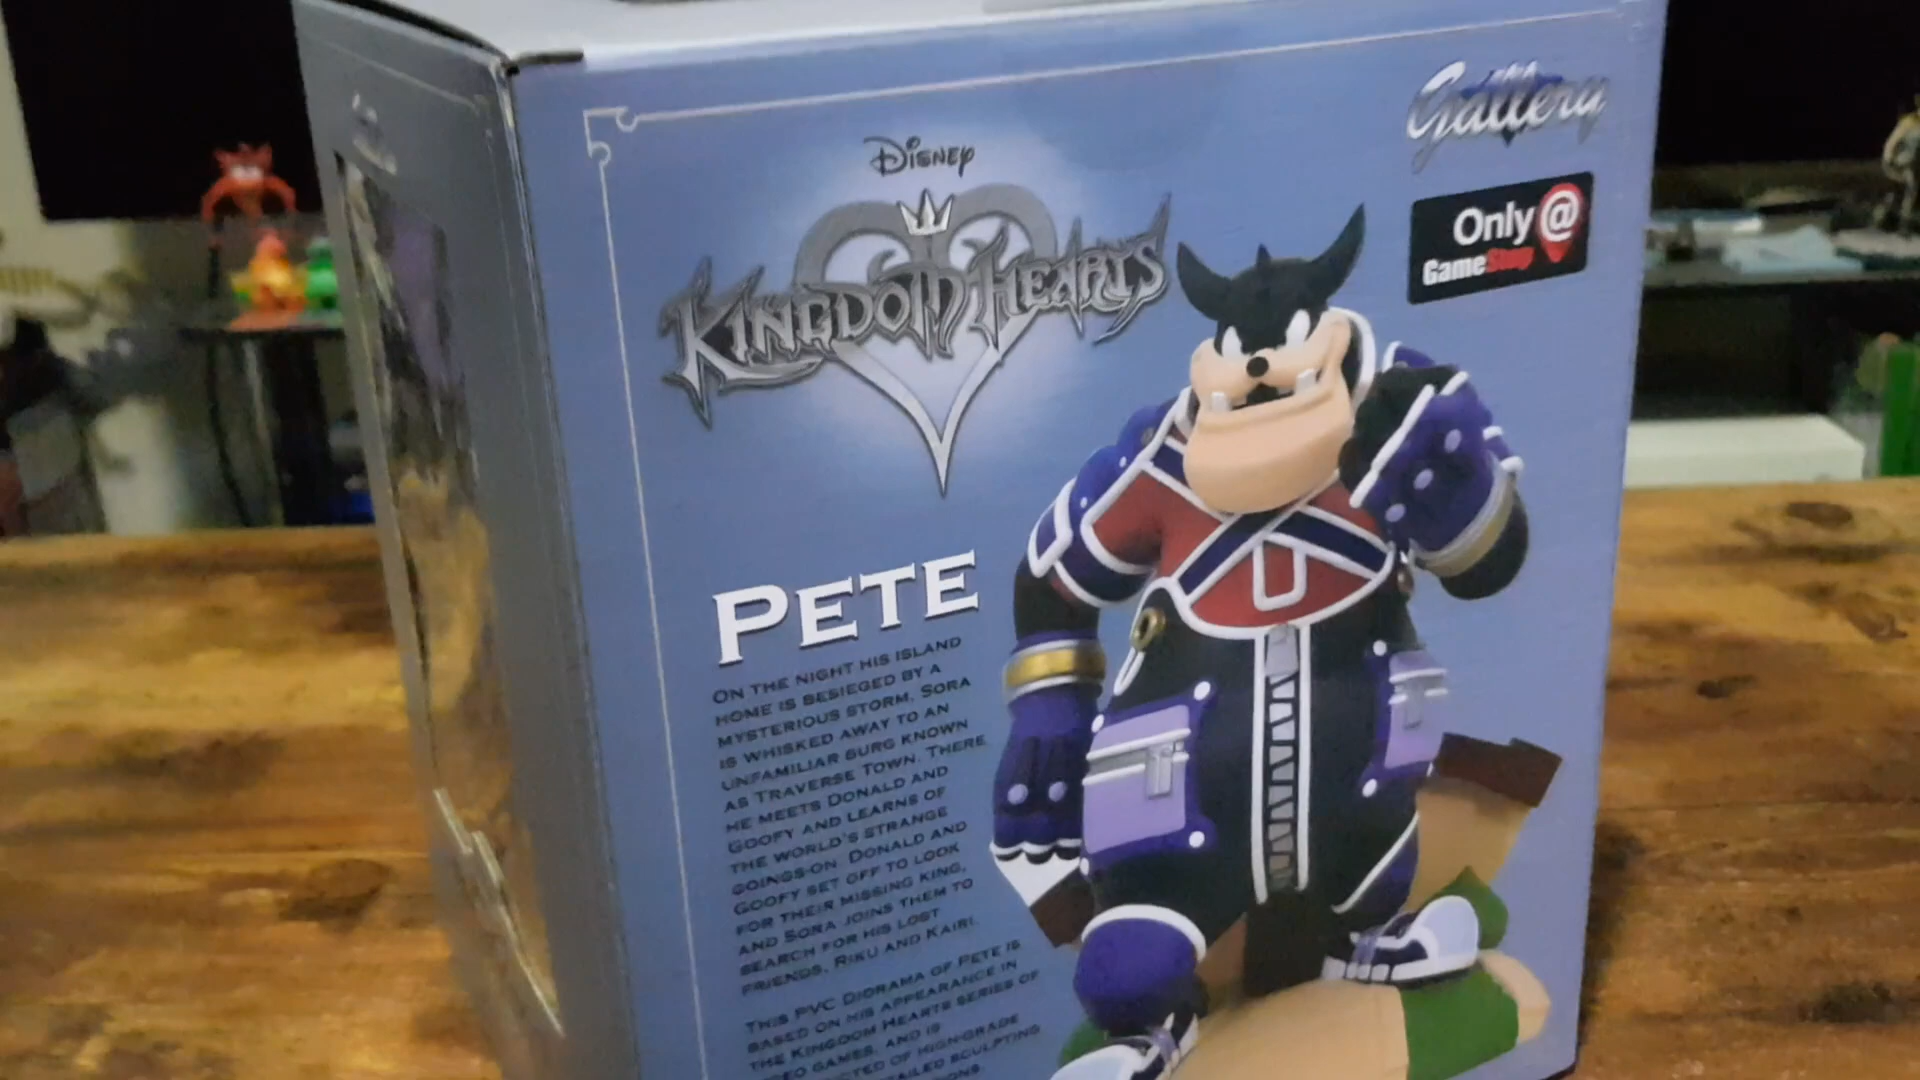 Gallery
Disney
Only @
GameStop
KINGDOM HEARTS
PETE
ON THE NIGHT HIS ISLAND
HOME IS BESIEGED BY A
MYSTERIOUS STORM, SORA
IS WHISKED AWAY TO AN
UNFAMILIAR BURG KNOWN
AS TRAVERSE TOWN. THERE
HE MEETS DONALD AND
GOOFY AND LEARNS OF
THE WORLD'S STRANGE
GOINGS-ON. DONALD AND
GOOFY SET OFF TO LOOK
FOR THEIR MISSING KING,
AND SORA JOINS THEM TO
SEARCH FOR HIS LOST
FRIENDS, RIKU AND KAIRI.
THIS PVC DIORAMA OF PETE IS
BASED ON HIS APPEARANCE IN
THE KINGDOM HEARTS SERIES OF
GAMES, AND IS
OF HIGH-GRADE
SCULPTING